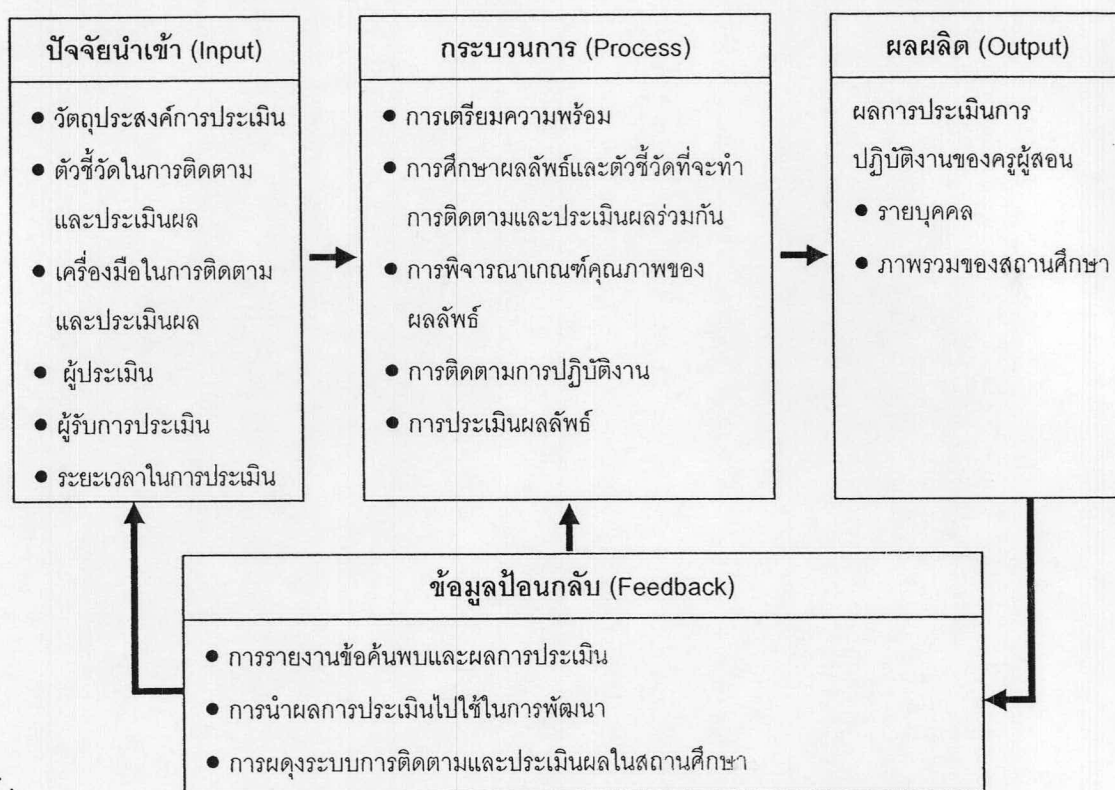 ปัจจัยนำเข้า (Input)
● วัตถุประสงค์การประเมิน
● ตัวชี้วัดในการติดตาม
และประเมินผล
● เครื่องมือในการติดตาม
และประเมินผล
● ผู้ประเมิน
● ผู้รับการประเมิน
● ระยะเวลาในการประเมิน
กระบวนการ (Process)
● การเตรียมความพร้อม
● การศึกษาผลลัพธ์และตัวชี้วัดที่จะทำ
การติดตามและประเมินผลร่วมกัน
● การพิจารณาเกณฑ์คุณภาพของ
ผลลัพธ์
● การติดตามการปฏิบัติงาน
● การประเมินผลลัพธ์
ผลผลิต (Output)
ผลการประเมินการ
ปฏิบัติงานของครูผู้สอน
● รายบุคคล
● ภาพรวมของสถานศึกษา
ข้อมูลป้อนกลับ (Feedback)
● การรายงานข้อค้นพบและผลการประเมิน
● การนำผลการประเมินไปใช้ในการพัฒนา
● การผดุงระบบการติดตามและประเมินผลในสถานศึกษา